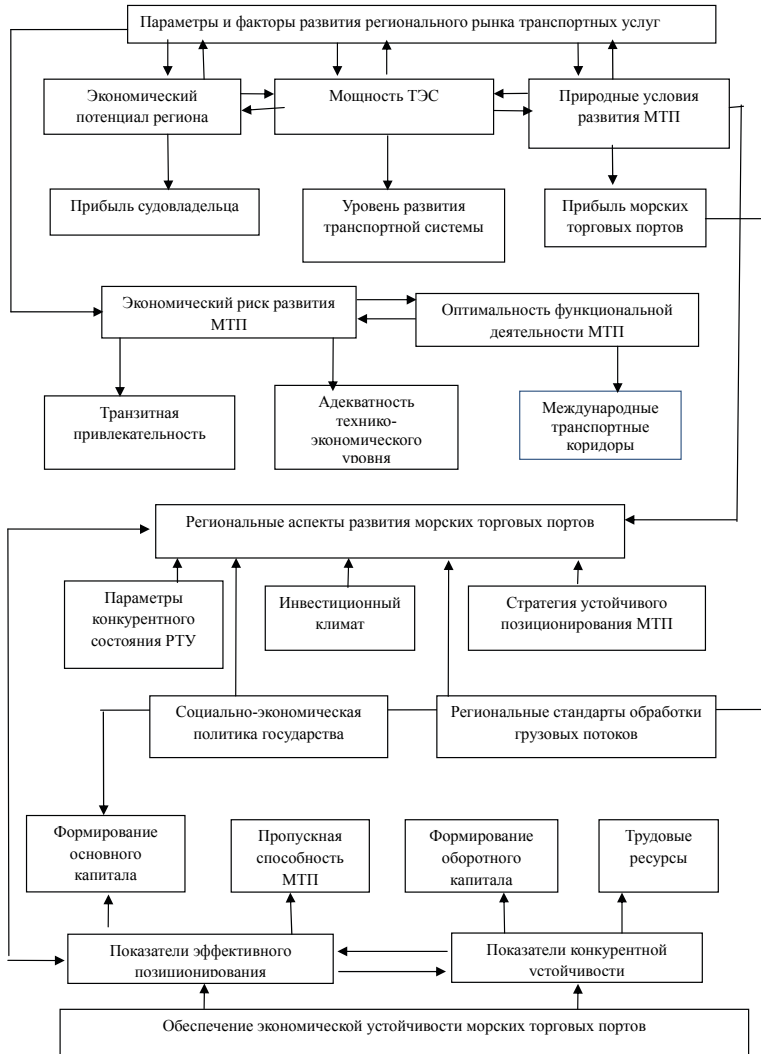 Параметры и факторы развития регионального рынка транспортных услуг
Экономический
потенциал региона
Мощность ТЭС
Природные условия
развития МТП
Прибыль судовладельца
Уровень развития
транспортной системы
Прибыль морских
торговых портов
Экономический риск развития
МТП
Оптимальность функциональной
деятельности МТП
Транзитная
привлекательность
Адекватность
технико-
экономического
уровня
Международные
транспортные
коридоры
Региональные аспекты развития морских торговых портов
Параметры
конкурентного
состояния РТУ
Инвестиционный
климат
Стратегия устойчивого
позиционирования МТП
Социально-экономическая
политика государства
Региональные стандарты обработки
грузовых потоков
Формирование
основного
капитала
Пропускная
способность
МТП
Формирование
оборотного
капитала
Трудовые
ресурсы
Показатели эффективного
позиционирования
Показатели конкурентной
устойчивости
Обеспечение экономической устойчивости морских торговых портов